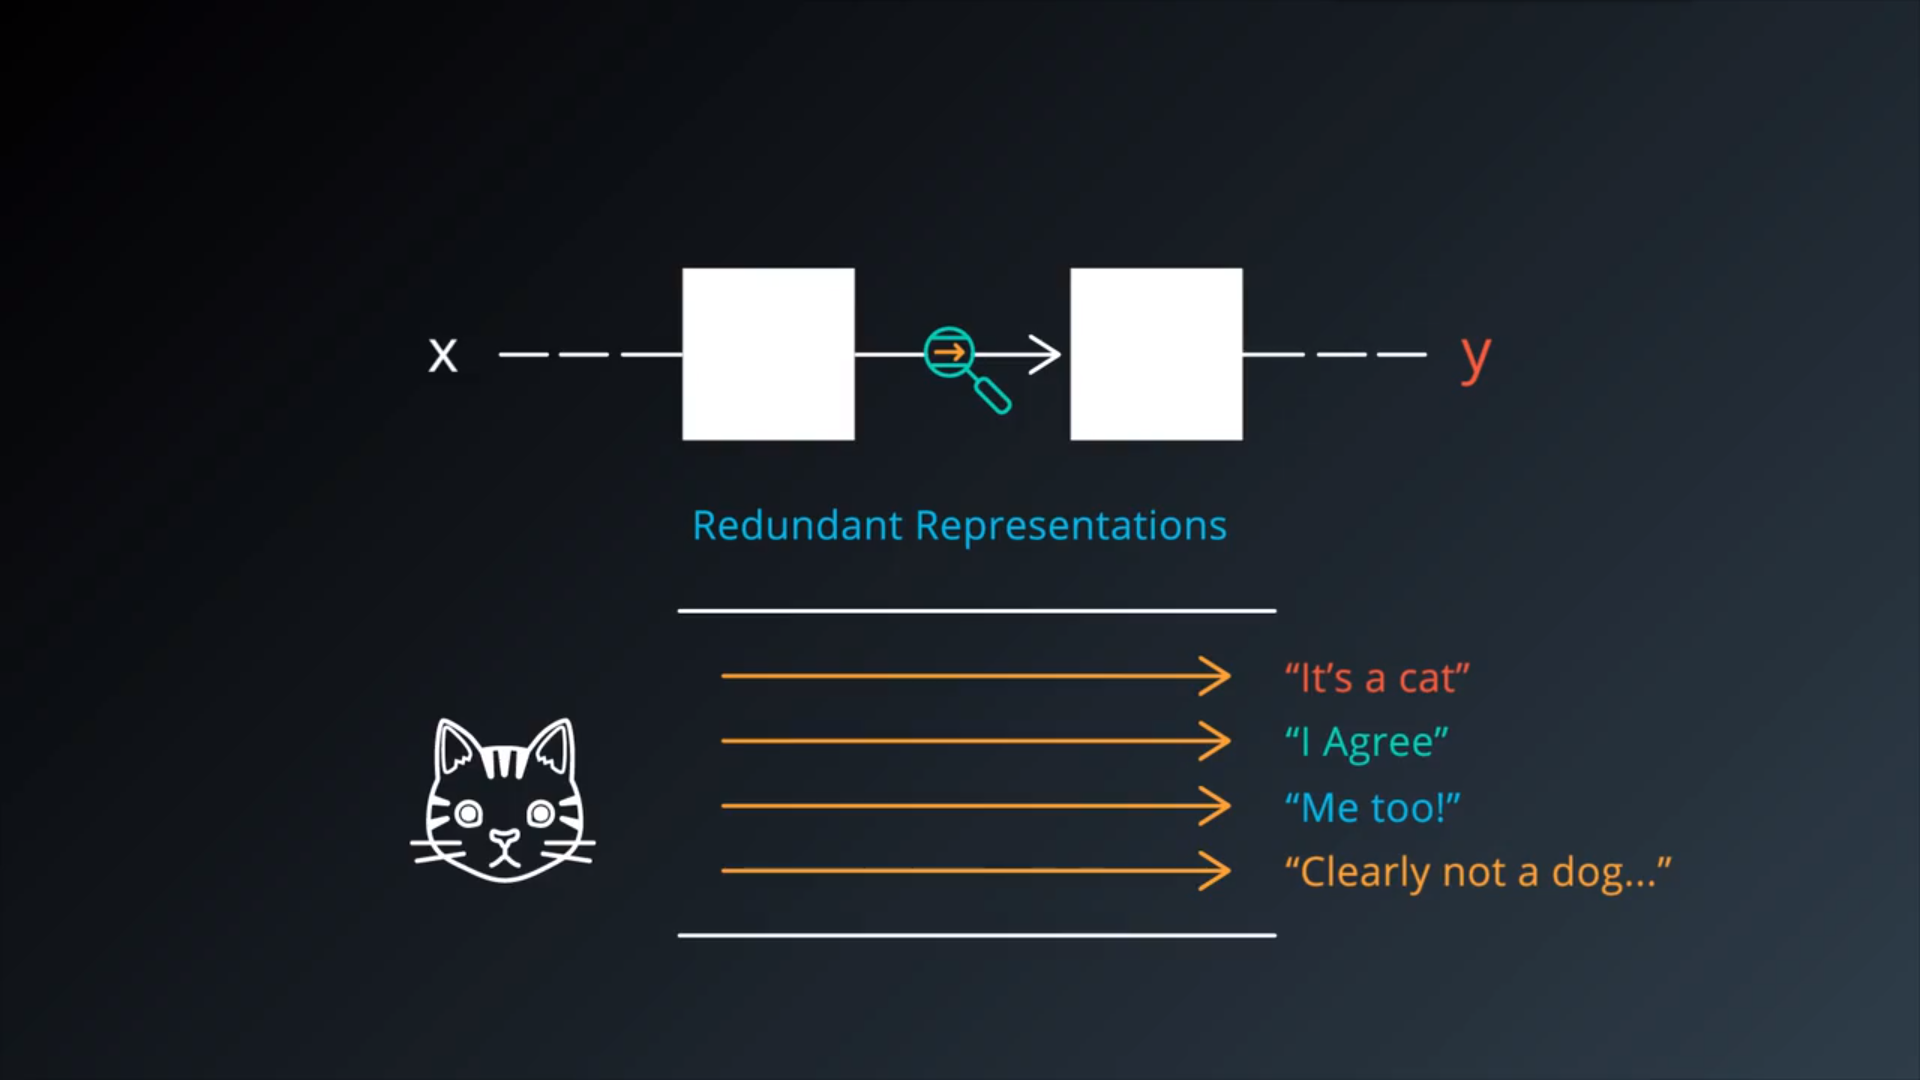 x
y
Redundant Representations
“It’s a cat”
“I Agree”
“Me too!”
“Clearly not a dog...”